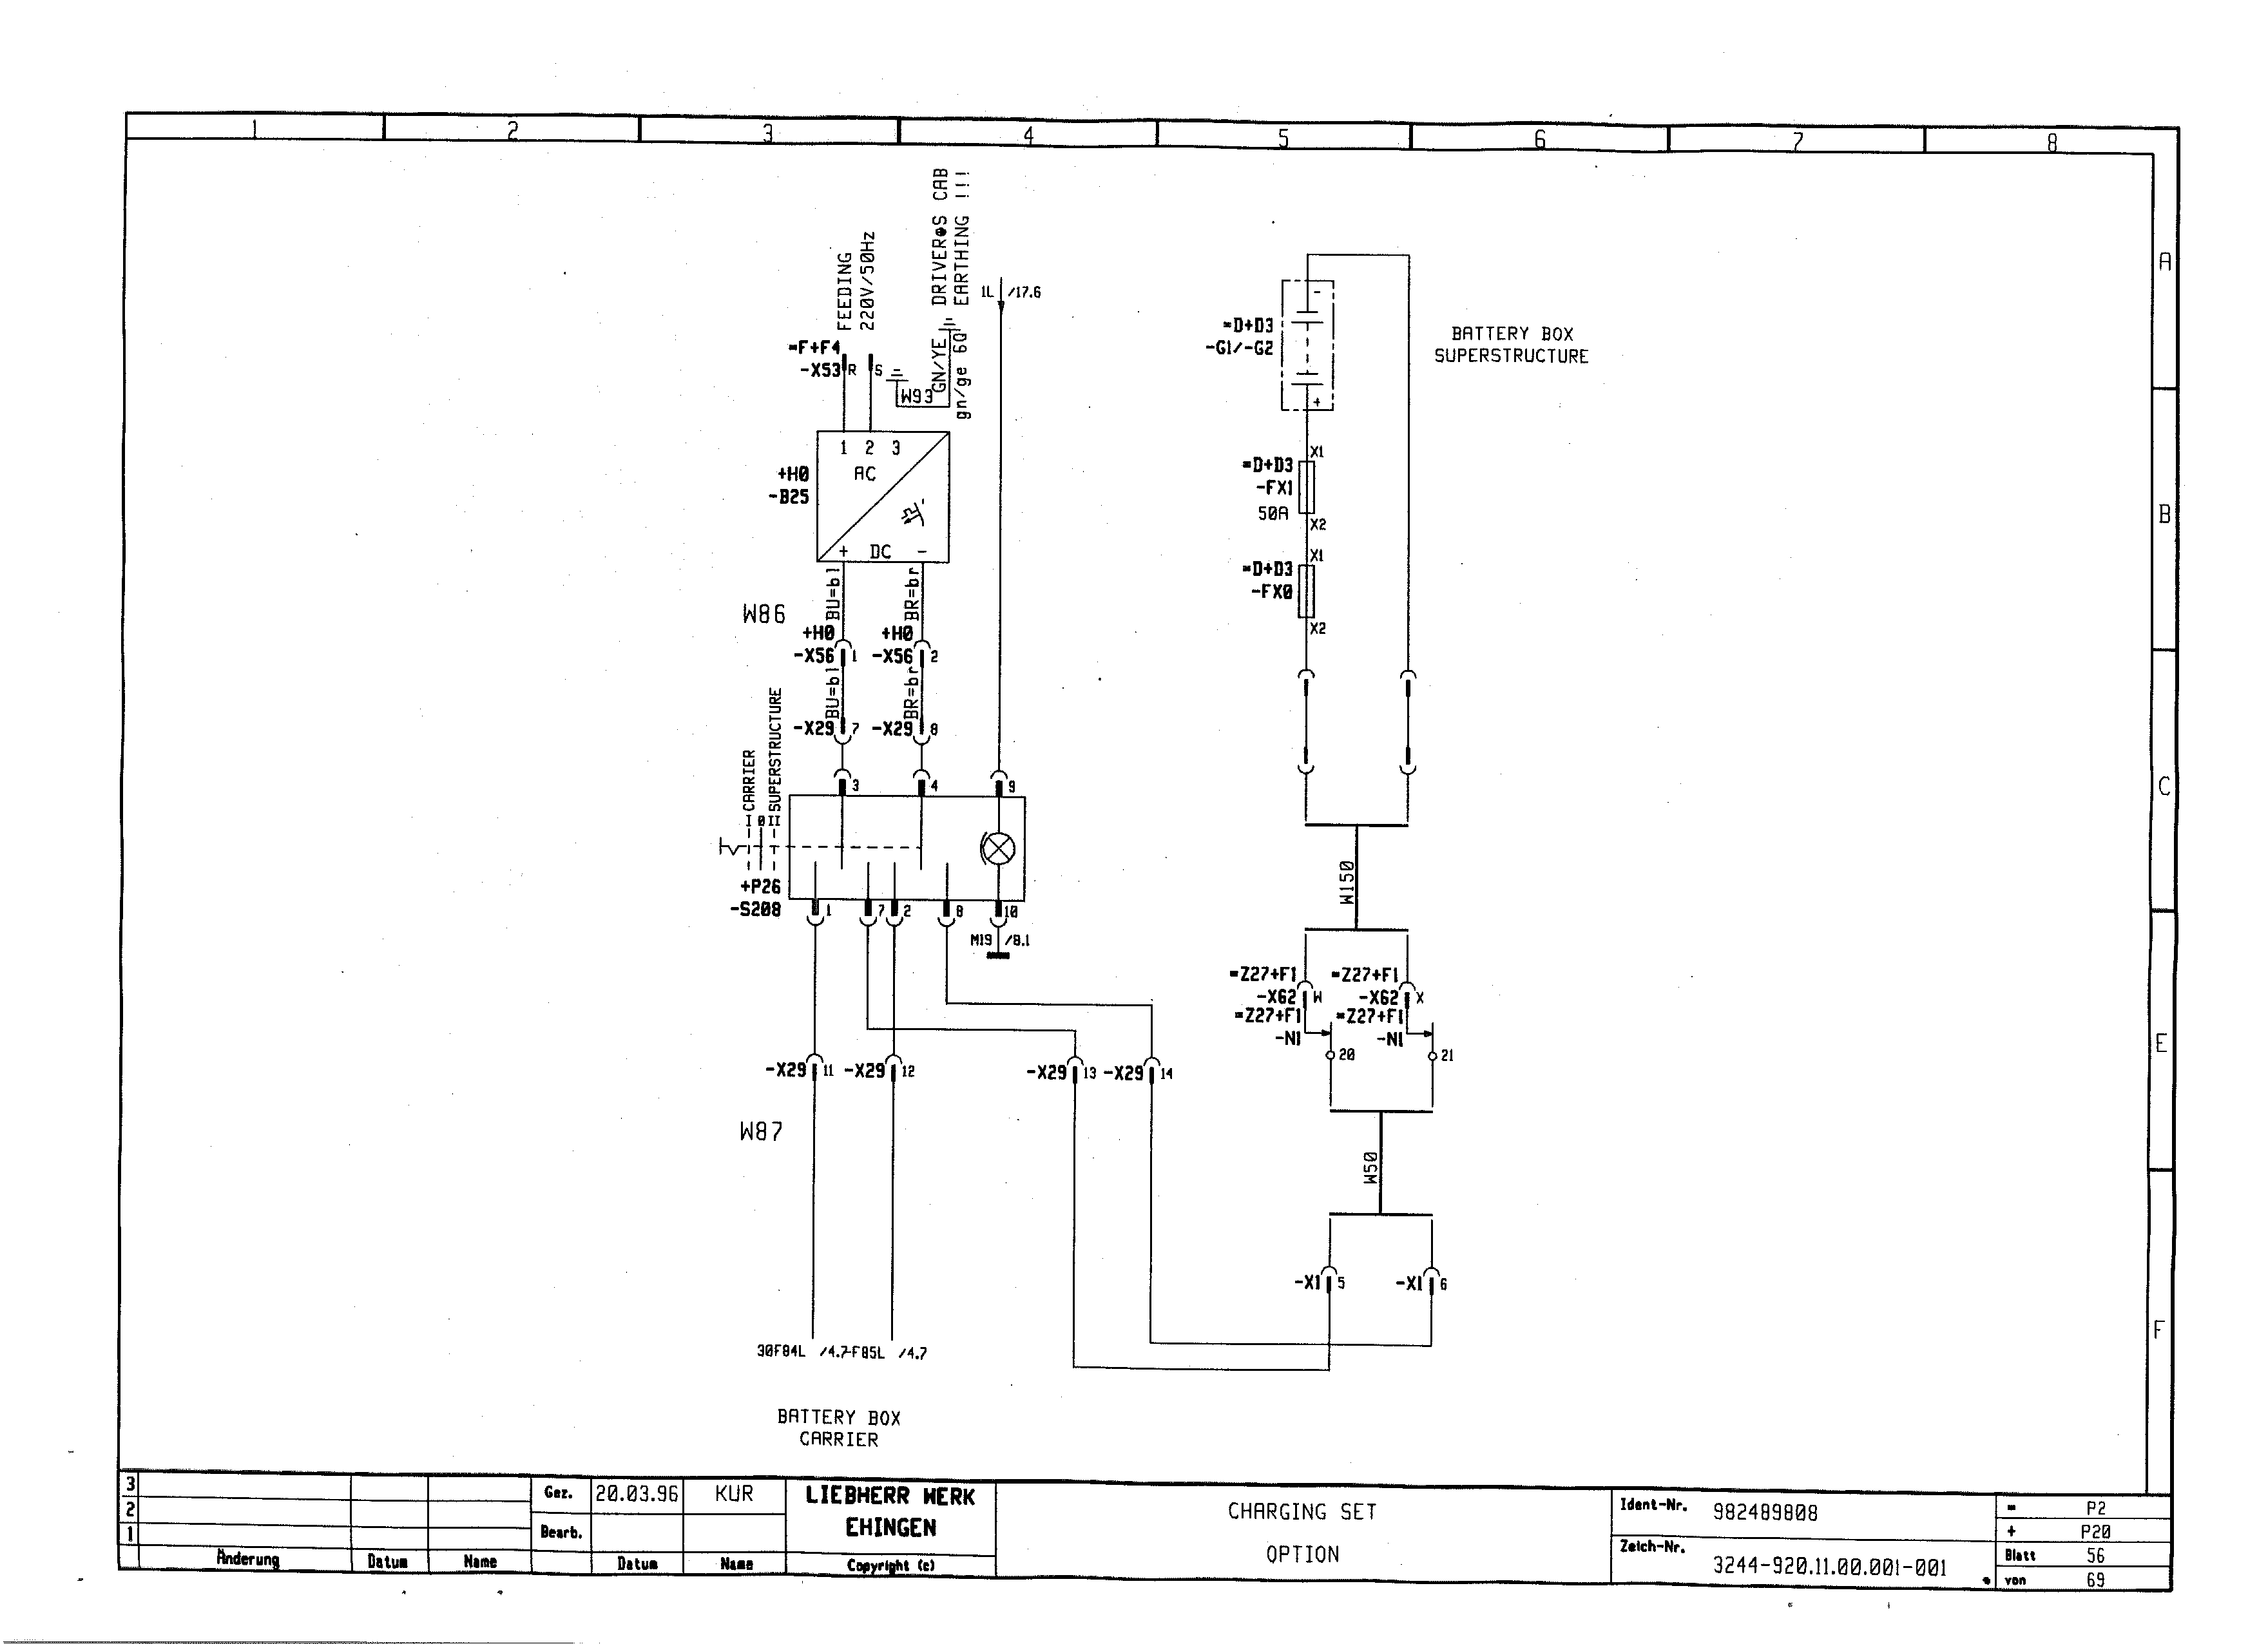 1 2 3 4 5 6 7 8
A
B
C
E
F
FEEDING
220V/50Hz
DRIVER●S CAB
EARTHING !!!
1L /17.6
=F+F4
-X53 R S
W93
GN/YE
gn/ge 6Q
1 2 3
AC
+H0
-B25
+ DC -
W86
BU=bl BR=br
+H0 +H0
-X56 1 -X56 2
BU=bl BR=br
-X29 7 -X29 8
CARRIER
SUPERSTRUCTURE
I 0 II
3 4 9
+P26
-S208
1 7 2 8 10
M19 /8.1
-X29 11 -X29 12 -X29 13 -X29 14
W87
30F84L /4.7-F85L /4.7
BATTERY BOX
CARRIER
=D+D3
-G1/-G2
-
+
BATTERY BOX
SUPERSTRUCTURE
X1
=D+D3
-FX1
50A
X2
X1
=D+D3
-FX0
X2
W150
=Z27+F1 =Z27+F1
-X62 W -X62 X
=Z27+F1 =Z27+F1
-N1 -N1
20 21
W50
-X1 5 -X1 6
3
2
1
Änderung Datum Name
Gez. 20.03.96 KUR
Bearb.
Datum Name
LIEBHERR WERK
EHINGEN
Copyright (c)
CHARGING SET
OPTION
Ident-Nr. 982489808
Zeich-Nr.
3244-920.11.00.001-001 *
= P2
+ P20
Blatt 56
von 69